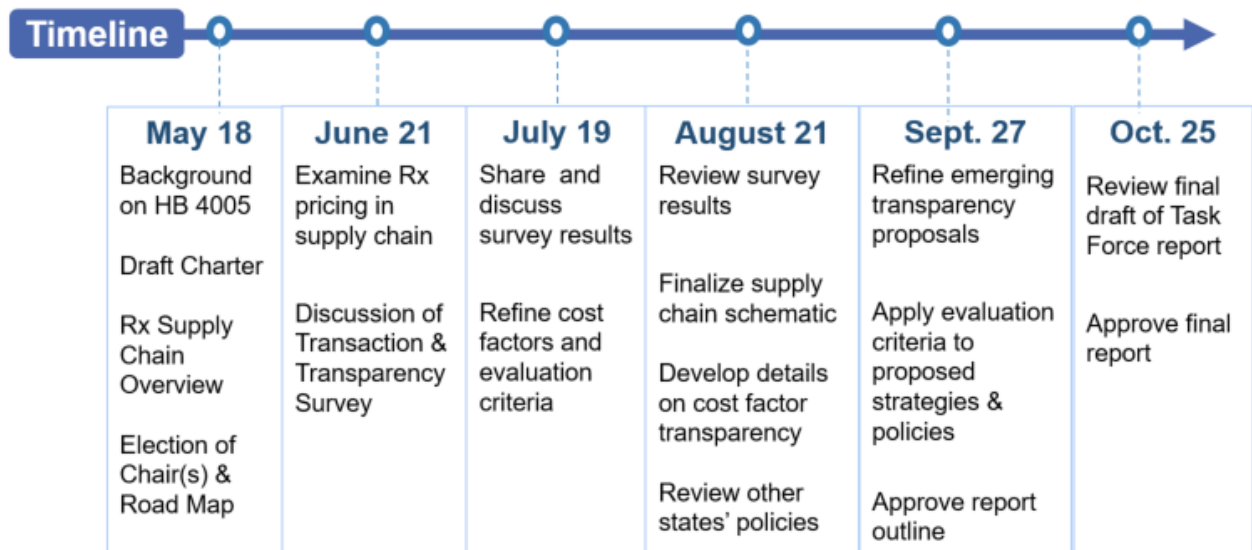 Timeline
May 18
Background
on HB 4005
Draft Charter
Rx Supply
Chain
Overview
Election of
Chair(s) &
Road Map
June 21
Examine Rx
pricing in
supply chain
Discussion of
Transaction &
Transparency
Survey
July 19
Share and
discuss
survey results
Refine cost
factors and
evaluation
criteria
August 21
Review survey
results
Finalize supply
chain schematic
Develop details
on cost factor
transparency
Review other
states’ policies
Sept. 27
Refine emerging
transparency
proposals
Apply evaluation
criteria to
proposed
strategies &
policies
Approve report
outline
Oct. 25
Review final
draft of Task
Force report
Approve final
report